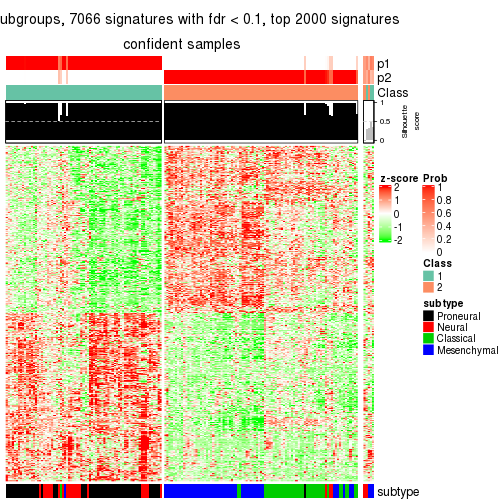 ubgroups, 7066 signatures with fdr < 0.1, top 2000 signatures
confident samples
p1
p2
Class
1
0.5
0
Silhouette
score
z-score
2
1
0
-1
-2
Prob
1
0.8
0.6
0.4
0.2
0
Class
1
2
subtype
Proneural
Neural
Classical
Mesenchymal
subtype